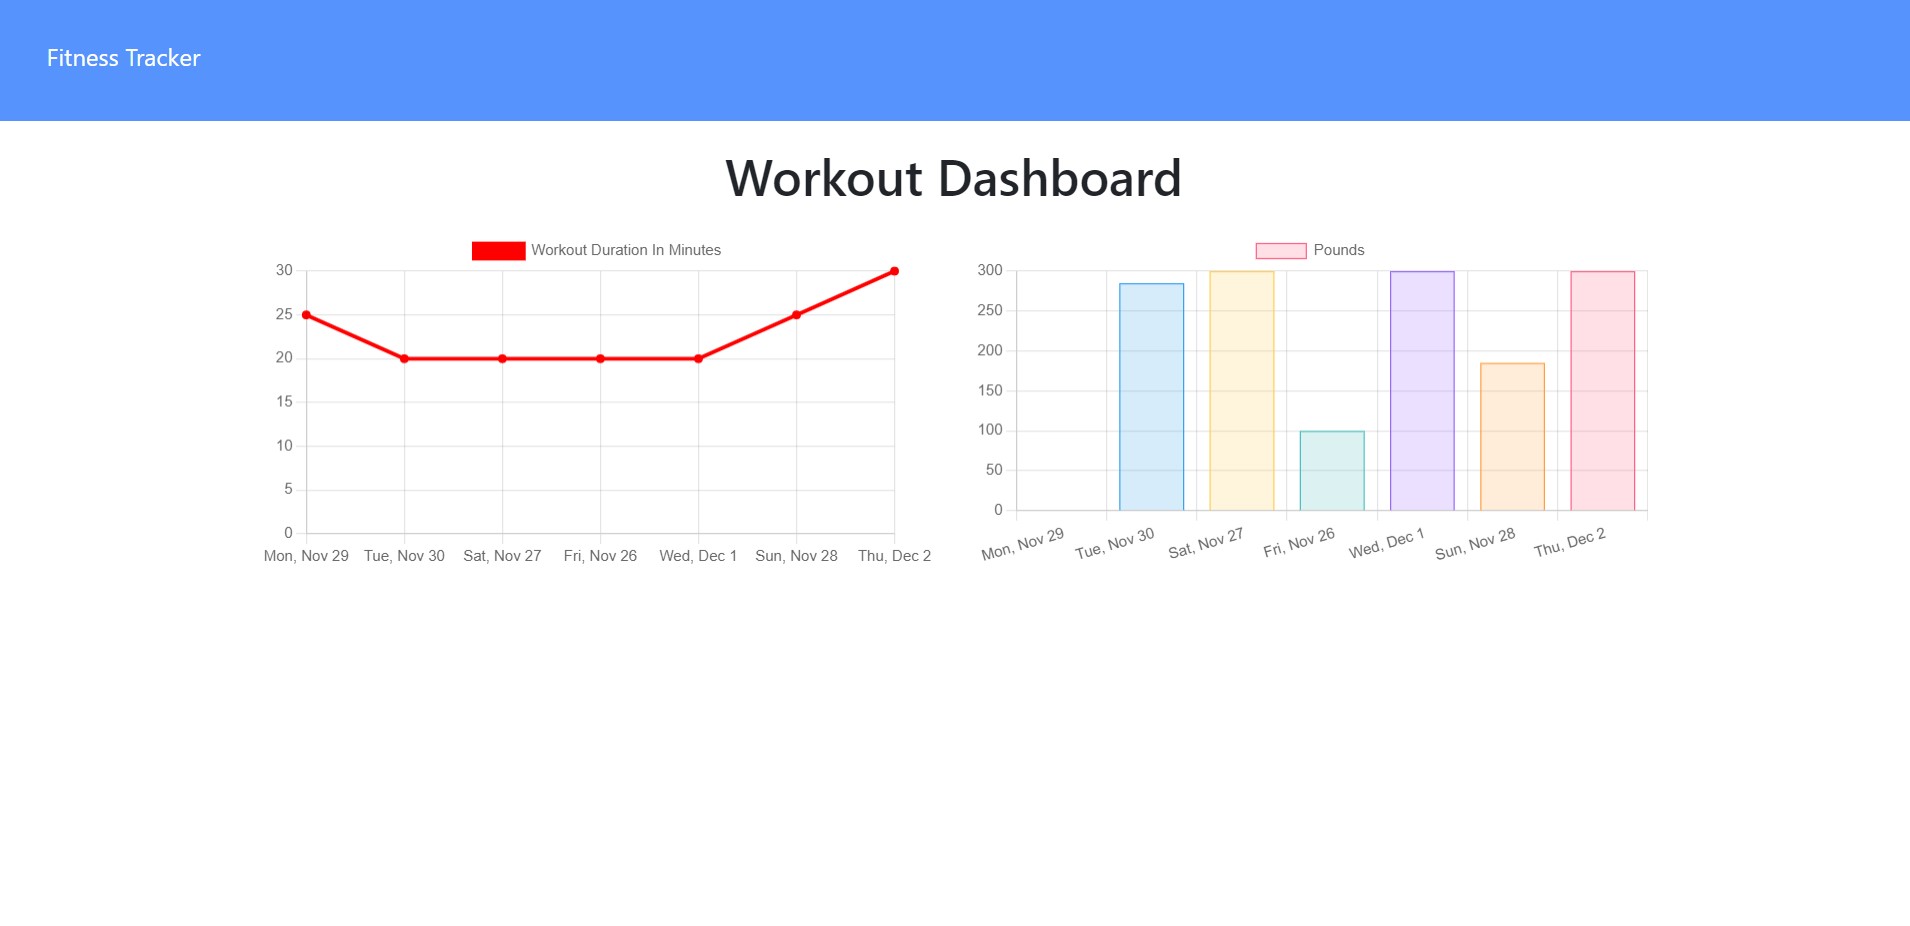 Fitness Tracker
Workout Dashboard
Workout Duration In Minutes
30
25
20
15
10
5
0
Mon, Nov 29 Tue, Nov 30 Sat, Nov 27 Fri, Nov 26 Wed, Dec 1 Sun, Nov 28 Thu, Dec 2
Pounds
300
250
200
150
100
50
0
Mon, Nov 29 Tue, Nov 30 Sat, Nov 27 Fri, Nov 26 Wed, Dec 1 Sun, Nov 28 Thu, Dec 2